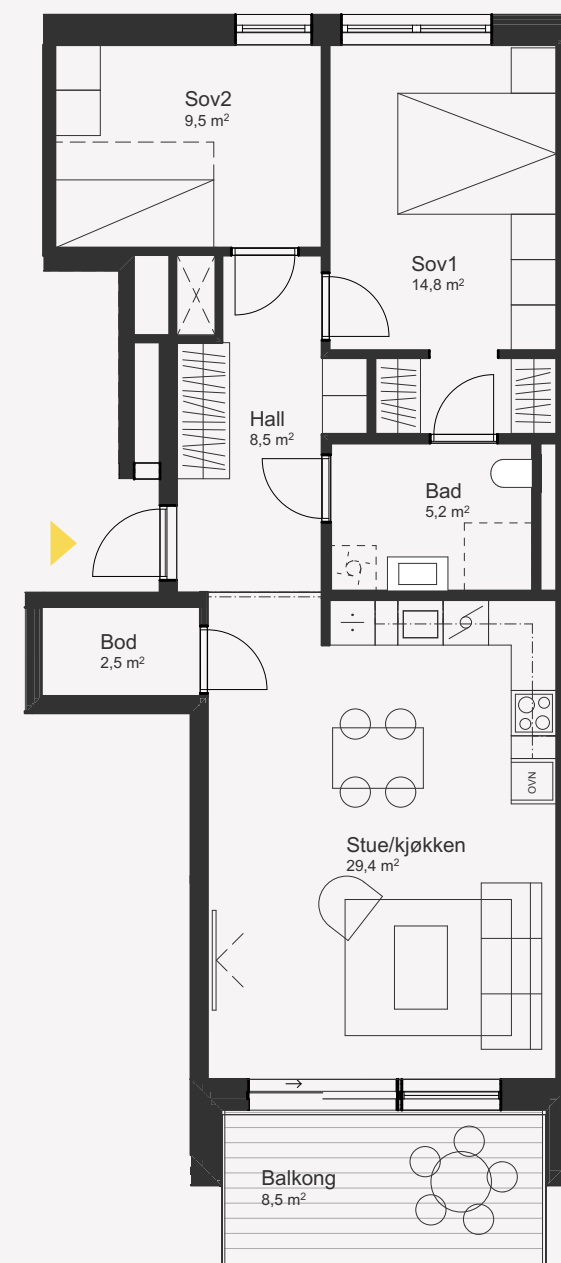 Sov2
9,5 m²
Sov1
14,8 m²
Hall
8,5 m²
Bad
5,2 m²
Bod
2,5 m²
OVN
Stue/kjøkken
29,4 m²
Balkong
8,5 m²